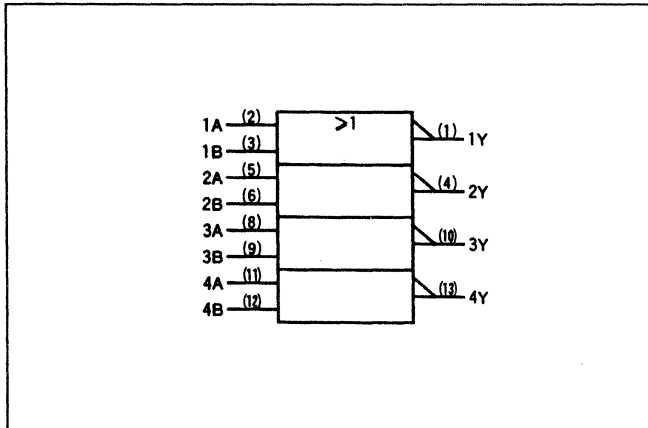 ≥1
1A (2)
1B (3)
2A (5)
2B (6)
3A (8)
3B (9)
4A (11)
4B (12)
(1) 1Y
(4) 2Y
(10) 3Y
(13) 4Y